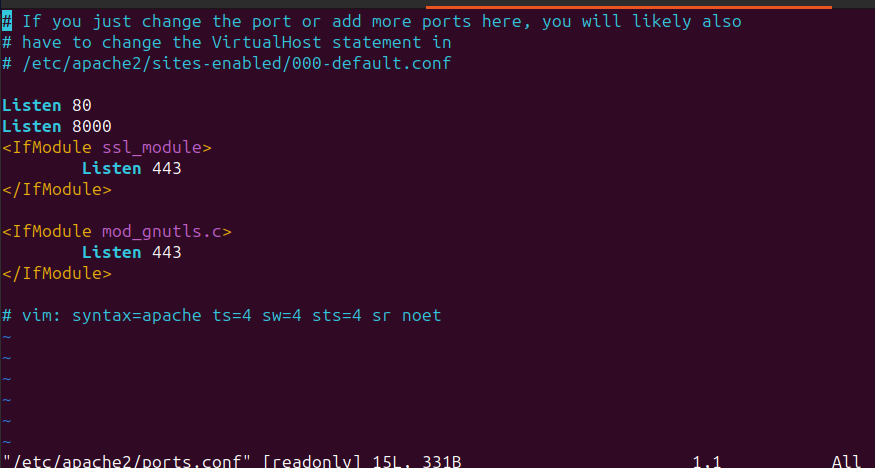 # If you just change the port or add more ports here, you will likely also
# have to change the VirtualHost statement in
# /etc/apache2/sites-enabled/000-default.conf
Listen 80
Listen 8000
<IfModule ssl_module>
Listen 443
</IfModule>
<IfModule mod_gnutls.c>
Listen 443
</IfModule>
# vim: syntax=apache ts=4 sw=4 sts=4 sr noet
~
~
~
~
~
~
"/etc/apache2/ports.conf" [readonly] 15L, 331B 1,1 All